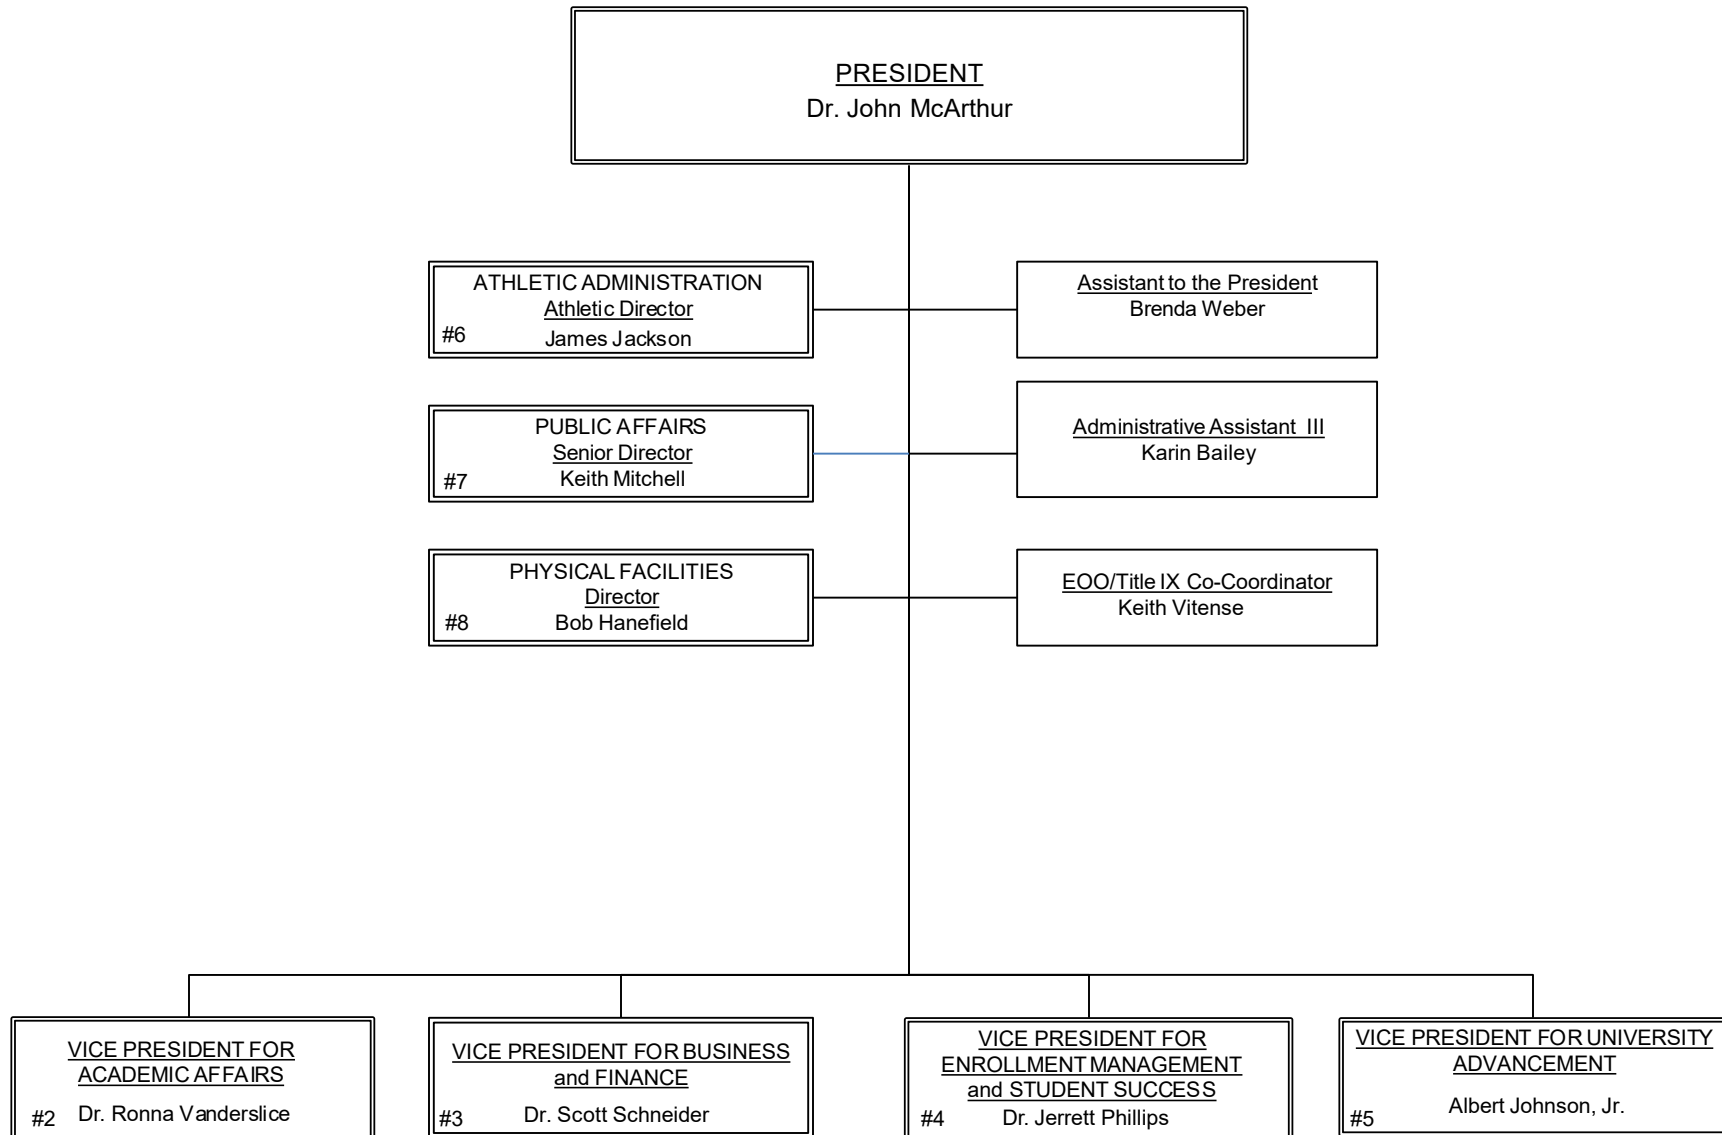 PRESIDENT
Dr. John McArthur
ATHLETIC ADMINISTRATION
Athletic Director
#6 James Jackson
Assistant to the President
Brenda Weber
PUBLIC AFFAIRS
Senior Director
Keith Mitchell
#7
Administrative Assistant III
Karin Bailey
PHYSICAL FACILITIES
Director
#8 Bob Hanefield
EOO/Title IX Co-Coordinator
Keith Vitense
VICE PRESIDENT FOR
ACADEMIC AFFAIRS
#2 Dr. Ronna Vanderslice
VICE PRESIDENT FOR BUSINESS
and FINANCE
#3 Dr. Scott Schneider
VICE PRESIDENT FOR
ENROLLMENT MANAGEMENT
and STUDENT SUCCESS
#4 Dr. Jerrett Phillips
VICE PRESIDENT FOR UNIVERSITY
ADVANCEMENT
Albert Johnson, Jr.
#5